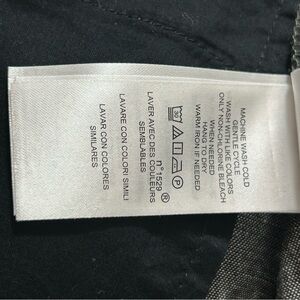 MACHINE WASH COLD
GENTLE CYCLE
WASH WITH LIKE COLORS
ONLY NON-CHLORINE BLEACH
WHEN NEEDED
HANG TO DRY
WARM IRON IF NEEDED
30 P
n°1529 ®
LAVER AVEC DES COULEURS
SEMBLABLES
LAVARE CON COLORI SIMILI
LAVAR CON COLORES
SIMILARES